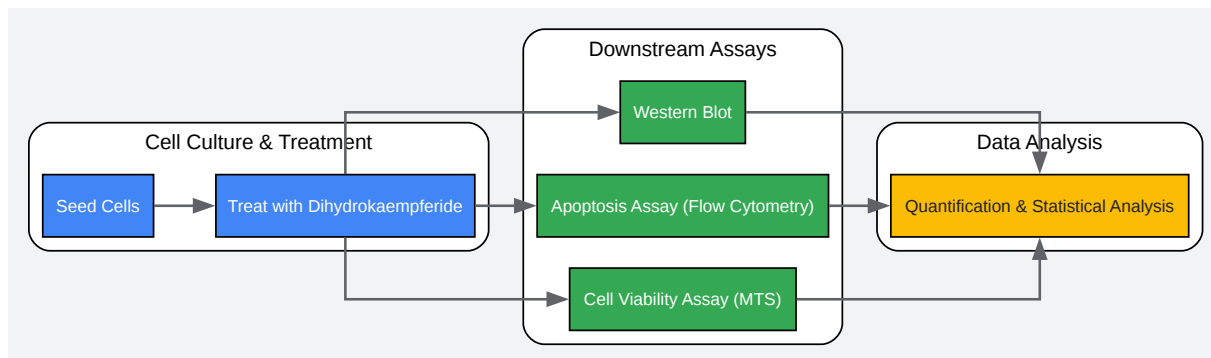 Cell Culture & Treatment
Seed Cells
Treat with Dihydrokaempferide
Downstream Assays
Western Blot
Apoptosis Assay (Flow Cytometry)
Cell Viability Assay (MTS)
Data Analysis
Quantification & Statistical Analysis